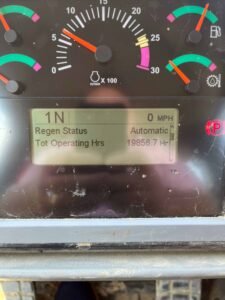 0
5
10
15
20
25
30
X 100
1N 0 MPH
Regen Status Automatic
Tot Operating Hrs 19856.7 Hr
P